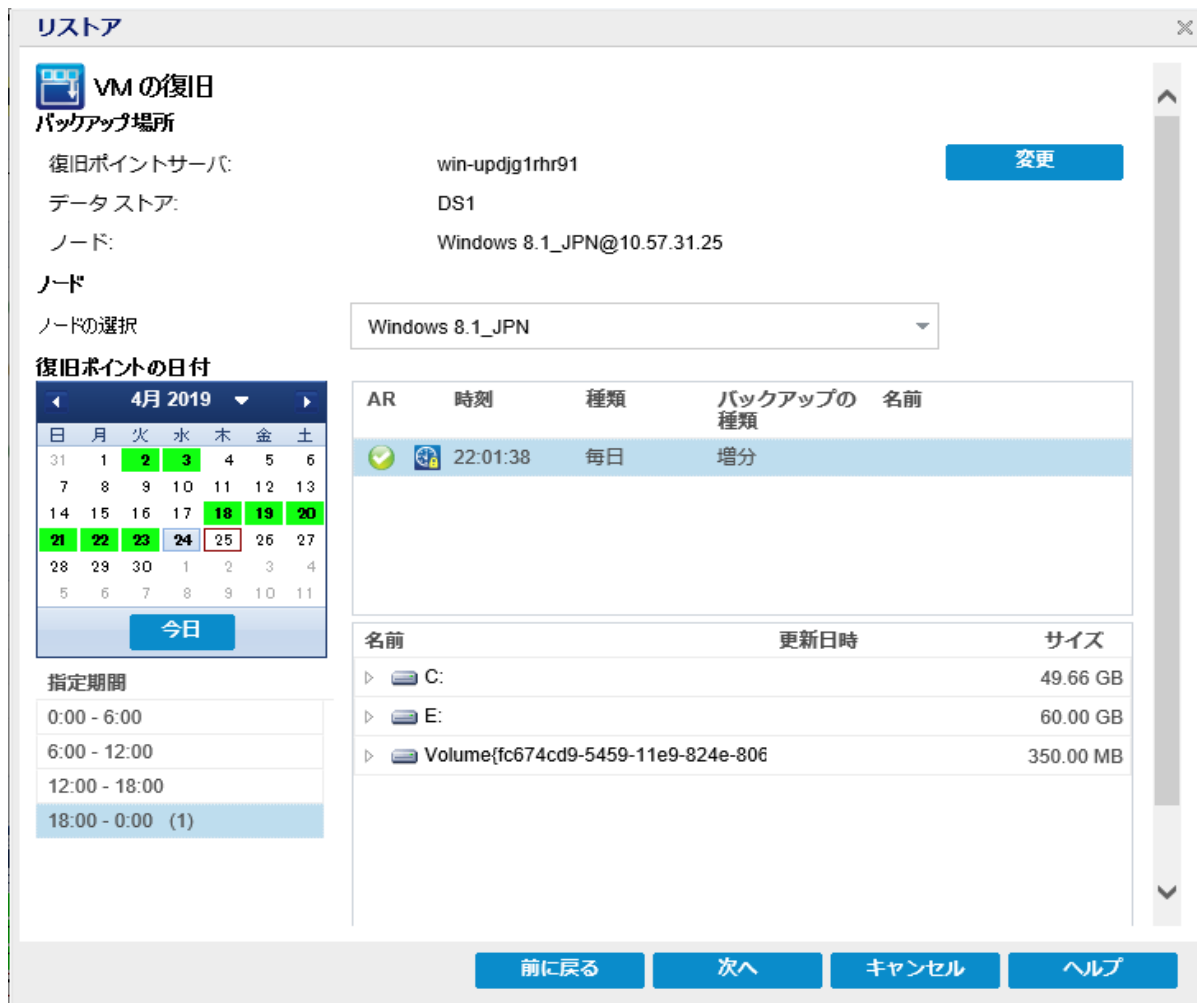 リストア
VM の復旧
バックアップ場所
復旧ポイントサーバ: win-updjg1rhr91 変更
データ ストア: DS1
ノード: Windows 8.1_JPN@10.57.31.25
ノード
ノードの選択 Windows 8.1_JPN
復旧ポイントの日付
4月 2019
日 月 火 水 木 金 土
31 1 2 3 4 5 6
7 8 9 10 11 12 13
14 15 16 17 18 19 20
21 22 23 24 25 26 27
28 29 30 1 2 3 4
5 6 7 8 9 10 11
今日
AR 時刻 種類 バックアップの種類 名前
22:01:38 毎日 増分
指定期間
0:00 - 6:00
6:00 - 12:00
12:00 - 18:00
18:00 - 0:00 (1)
名前 更新日時 サイズ
C: 49.66 GB
E: 60.00 GB
Volume{fc674cd9-5459-11e9-824e-806 350.00 MB
前に戻る 次へ キャンセル ヘルプ